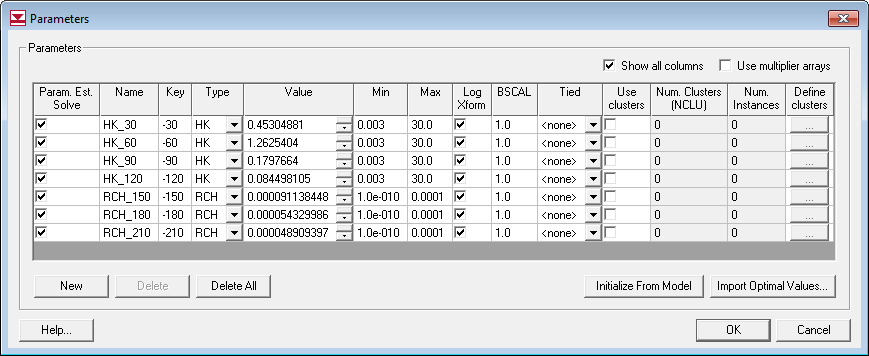 Parameters
Parameters
Show all columns Use multiplier arrays
Param. Est. Solve Name Key Type Value Min Max Log Xform BSCAL Tied Use clusters Num. Clusters (NCLU) Num. Instances Define clusters
HK_30 -30 HK 0.45304881 0.003 30.0 1.0 <none> 0 0 ...
HK_60 -60 HK 1.2625404 0.003 30.0 1.0 <none> 0 0 ...
HK_90 -90 HK 0.1797664 0.003 30.0 1.0 <none> 0 0 ...
HK_120 -120 HK 0.084498105 0.003 30.0 1.0 <none> 0 0 ...
RCH_150 -150 RCH 0.000091138448 1.0e-010 0.0001 1.0 <none> 0 0 ...
RCH_180 -180 RCH 0.000054329986 1.0e-010 0.0001 1.0 <none> 0 0 ...
RCH_210 -210 RCH 0.000048909397 1.0e-010 0.0001 1.0 <none> 0 0 ...
New Delete Delete All Initialize From Model Import Optimal Values...
Help... OK Cancel